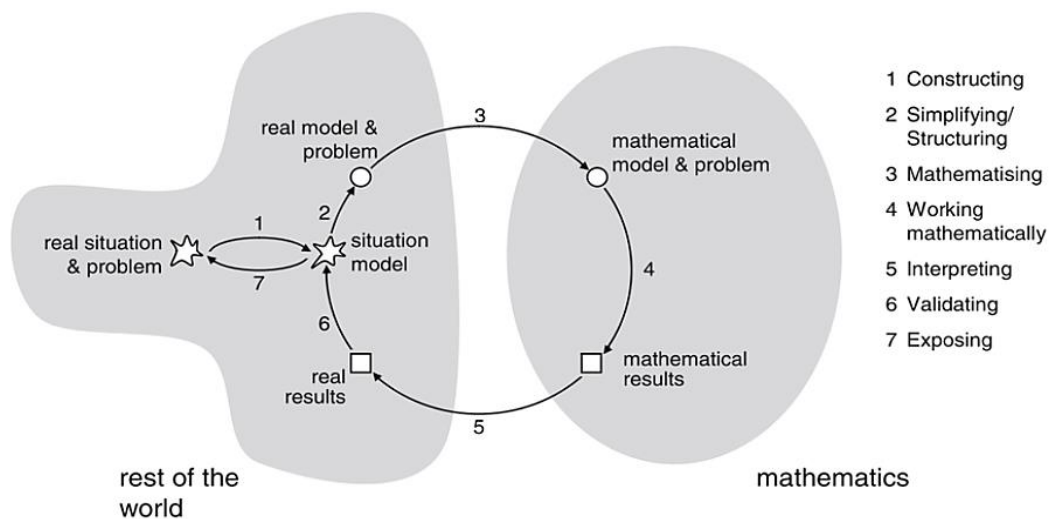 real model &
problem
3
mathematical
model & problem
1
2
real situation
& problem
situation
model
7
4
6
real
results
mathematical
results
5
rest of the
world
mathematics
1 Constructing
2 Simplifying/
Structuring
3 Mathematising
4 Working
mathematically
5 Interpreting
6 Validating
7 Exposing